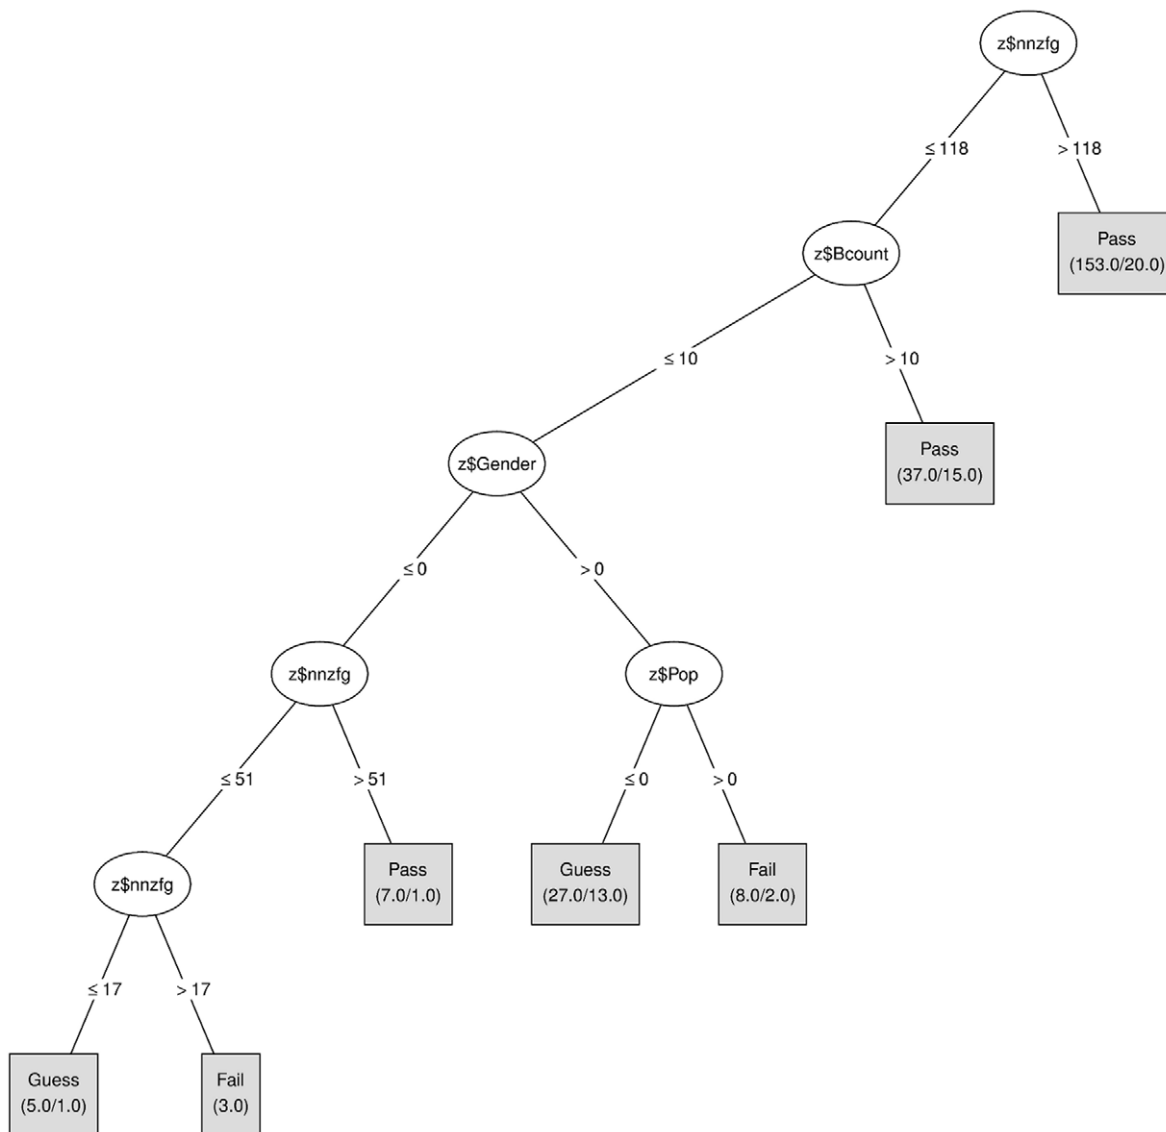 z$nnzfg
≤ 118
> 118
Pass
(153.0/20.0)
z$Bcount
≤ 10
> 10
Pass
(37.0/15.0)
z$Gender
≤ 0
> 0
z$nnzfg
z$Pop
≤ 51
> 51
≤ 0
> 0
z$nnzfg
Pass
(7.0/1.0)
Guess
(27.0/13.0)
Fail
(8.0/2.0)
≤ 17
> 17
Guess
(5.0/1.0)
Fail
(3.0)